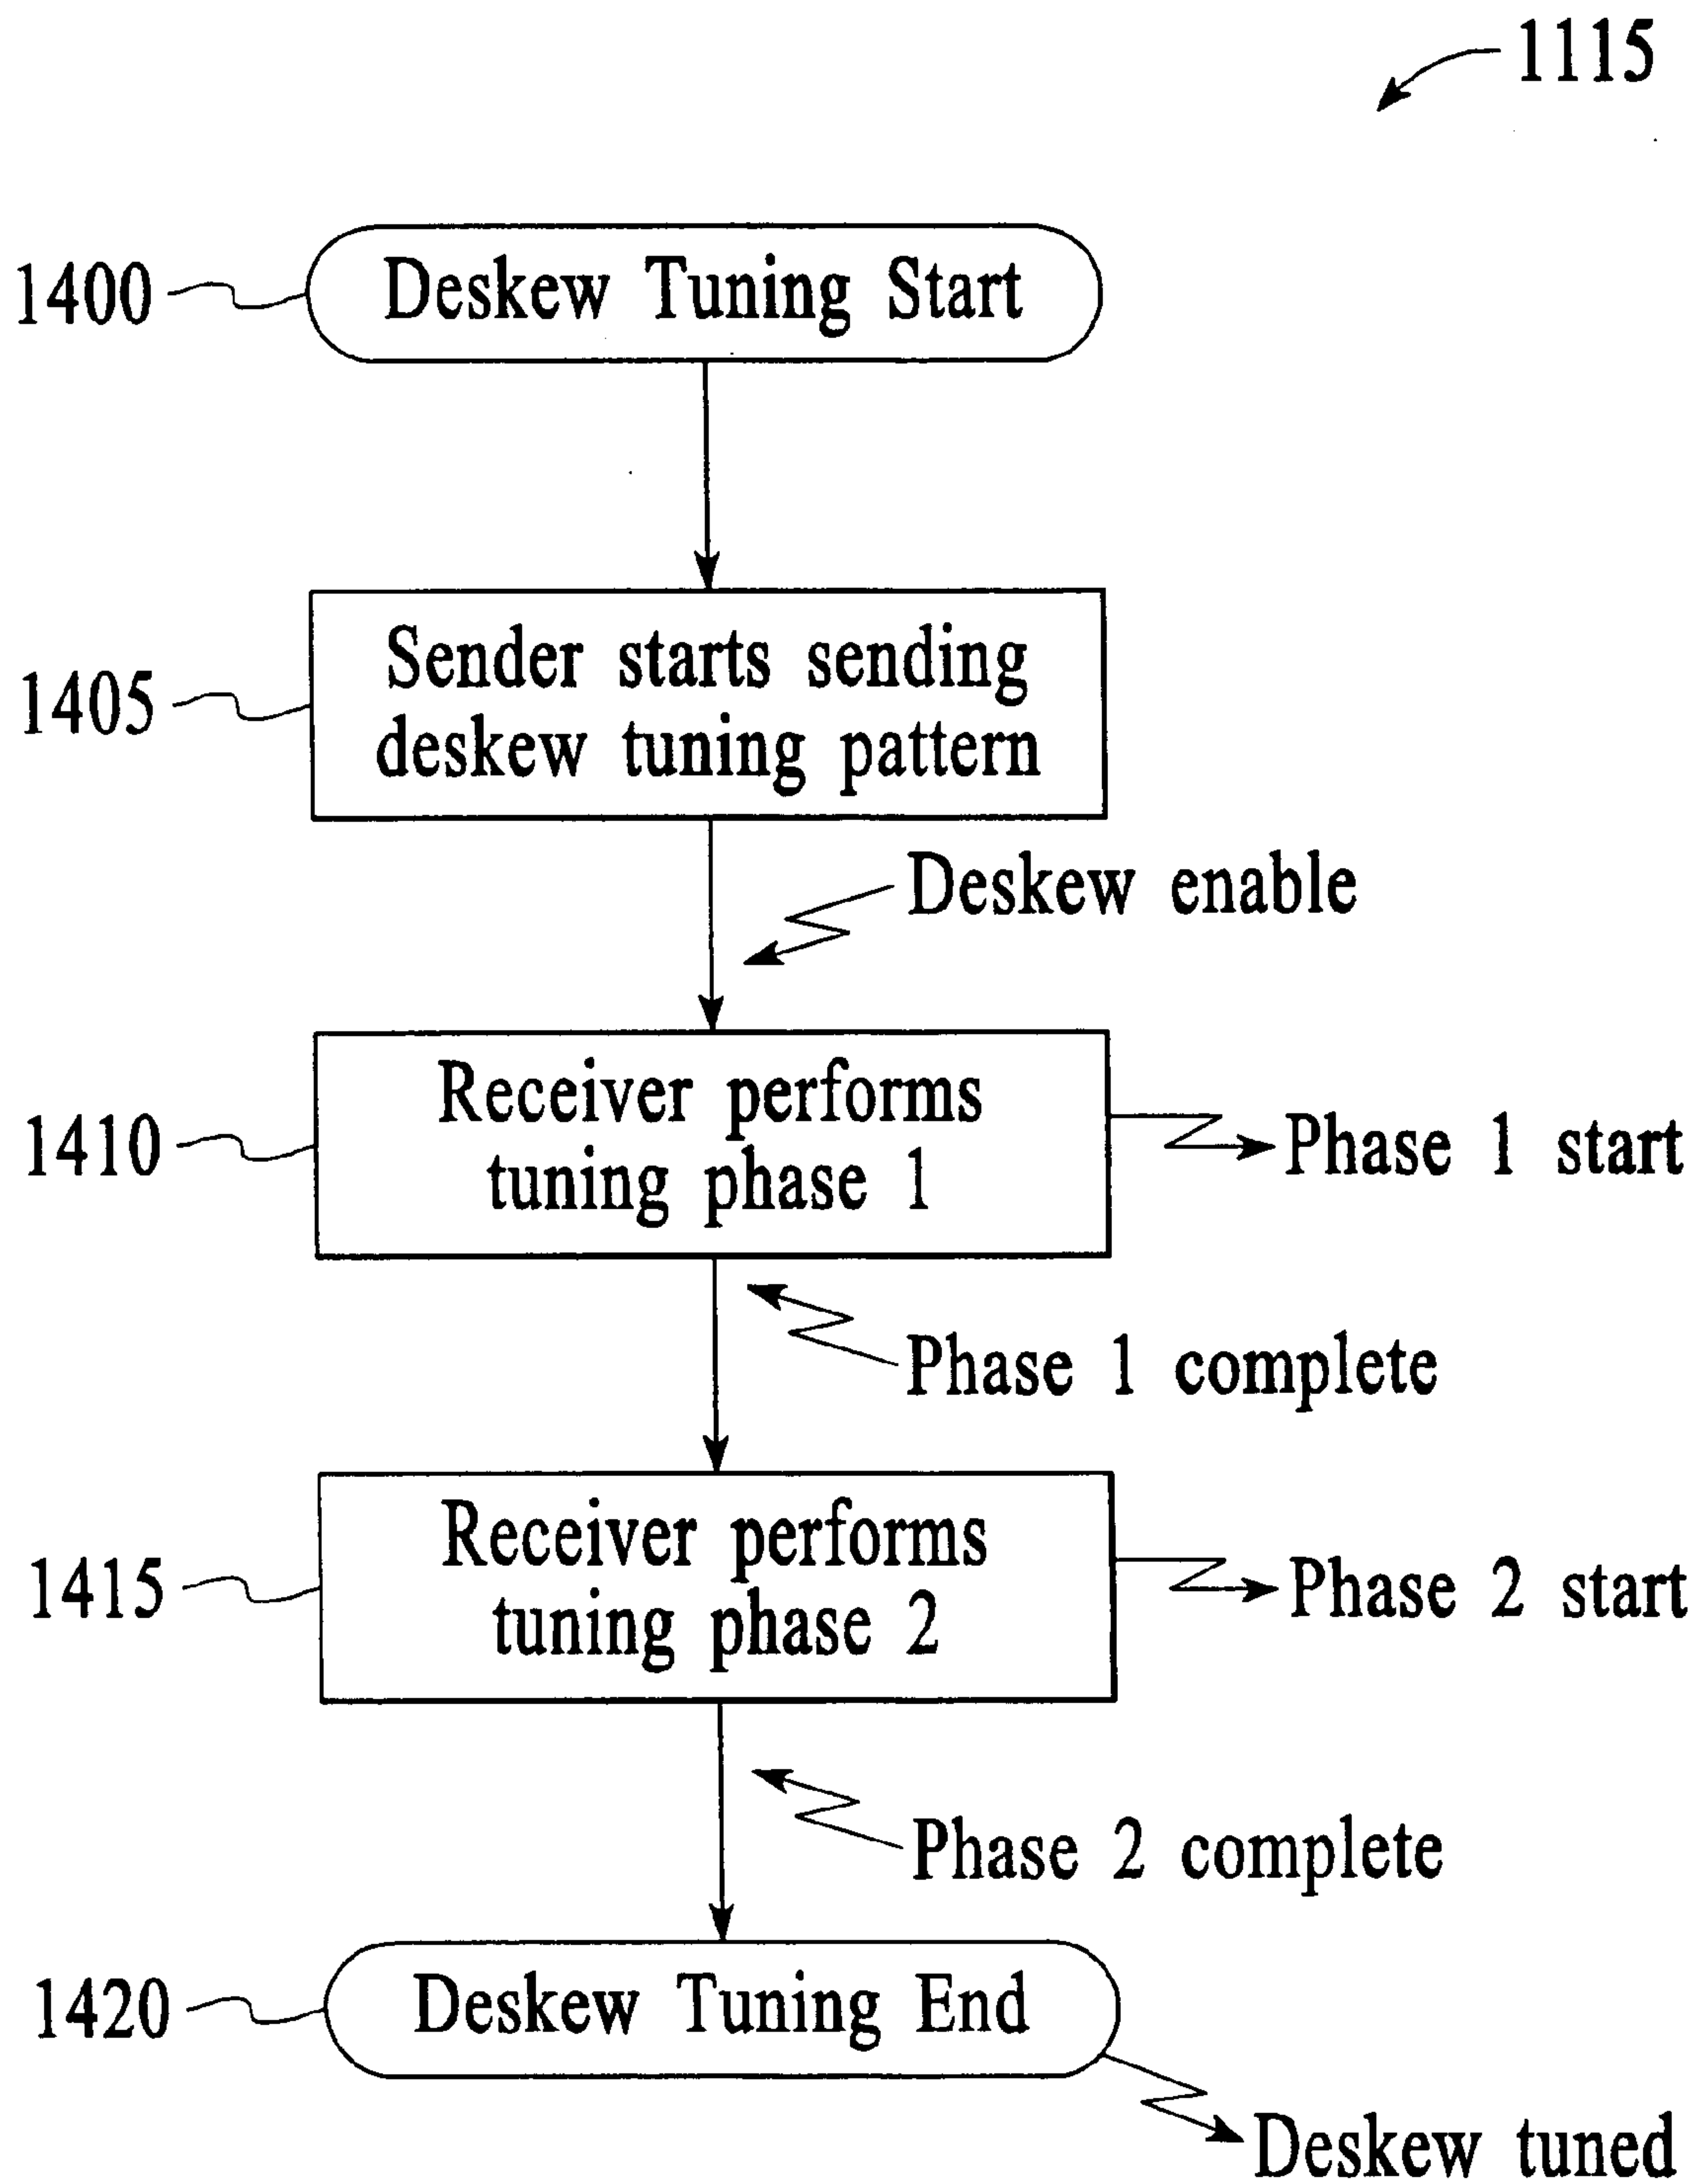 1115
1400
Deskew Tuning Start
1405
Sender starts sending
deskew tuning pattern
Deskew enable
1410
Receiver performs
tuning phase 1
Phase 1 start
Phase 1 complete
1415
Receiver performs
tuning phase 2
Phase 2 start
Phase 2 complete
1420
Deskew Tuning End
Deskew tuned